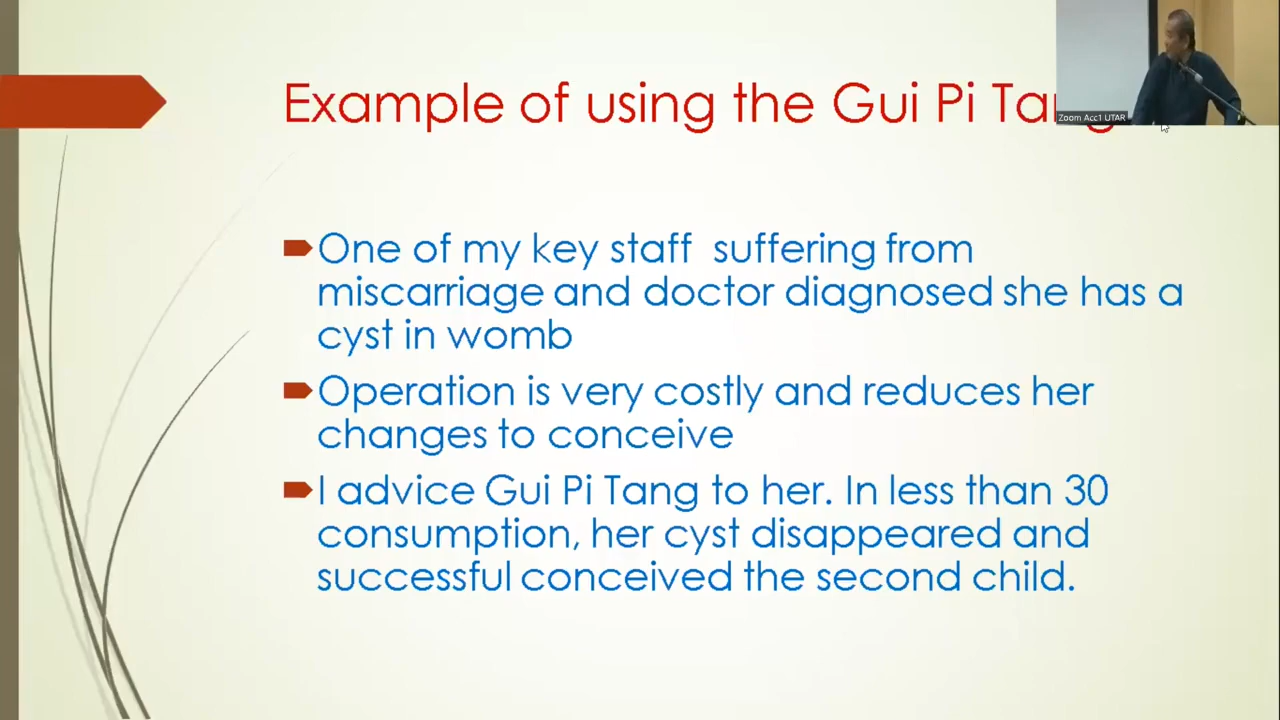 Example of using the Gui Pi Tang
Zoom Acc1 UTAR
One of my key staff suffering from
miscarriage and doctor diagnosed she has a
cyst in womb
Operation is very costly and reduces her
changes to conceive
I advice Gui Pi Tang to her. In less than 30
consumption, her cyst disappeared and
successful conceived the second child.